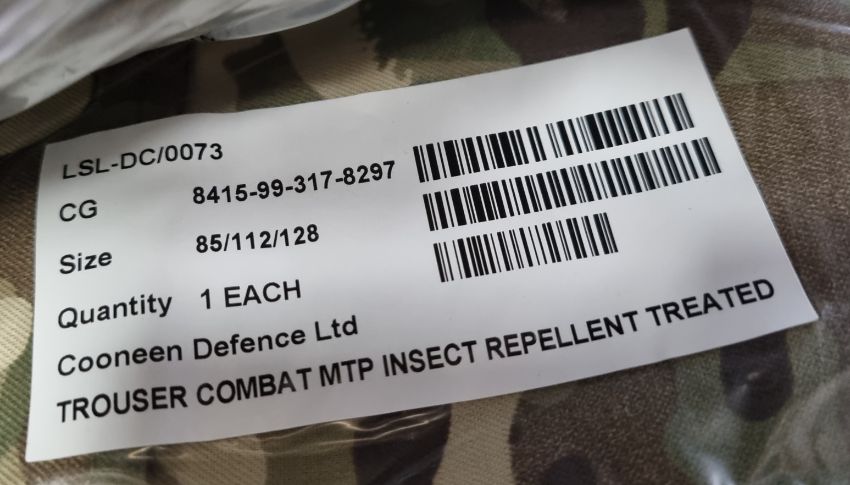 LSL-DC/0073
CG 8415-99-317-8297
Size 85/112/128
Quantity 1 EACH
Cooneen Defence Ltd
TROUSER COMBAT MTP INSECT REPELLENT TREATED